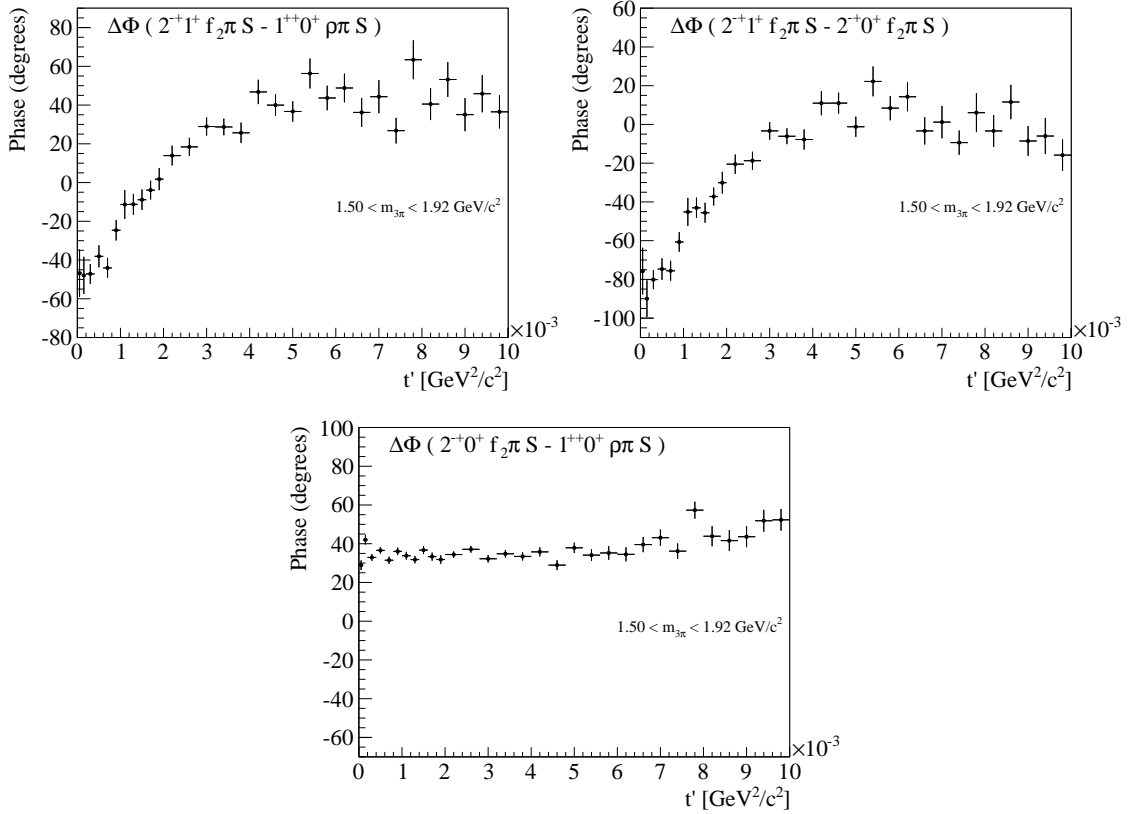 ΔΦ ( 2⁻⁺1⁺ f₂π S - 1⁺⁺0⁺ ρπ S )
Phase (degrees)
80
60
40
20
0
-20
-40
-60
-80
1.50 < m₃π < 1.92 GeV/c²
0 1 2 3 4 5 6 7 8 9 10
×10⁻³
t' [GeV²/c²]
ΔΦ ( 2⁻⁺1⁺ f₂π S - 2⁻⁺0⁺ f₂π S )
Phase (degrees)
60
40
20
0
-20
-40
-60
-80
-100
1.50 < m₃π < 1.92 GeV/c²
0 1 2 3 4 5 6 7 8 9 10
×10⁻³
t' [GeV²/c²]
ΔΦ ( 2⁻⁺0⁺ f₂π S - 1⁺⁺0⁺ ρπ S )
Phase (degrees)
100
80
60
40
20
0
-20
-40
-60
1.50 < m₃π < 1.92 GeV/c²
0 1 2 3 4 5 6 7 8 9 10
×10⁻³
t' [GeV²/c²]